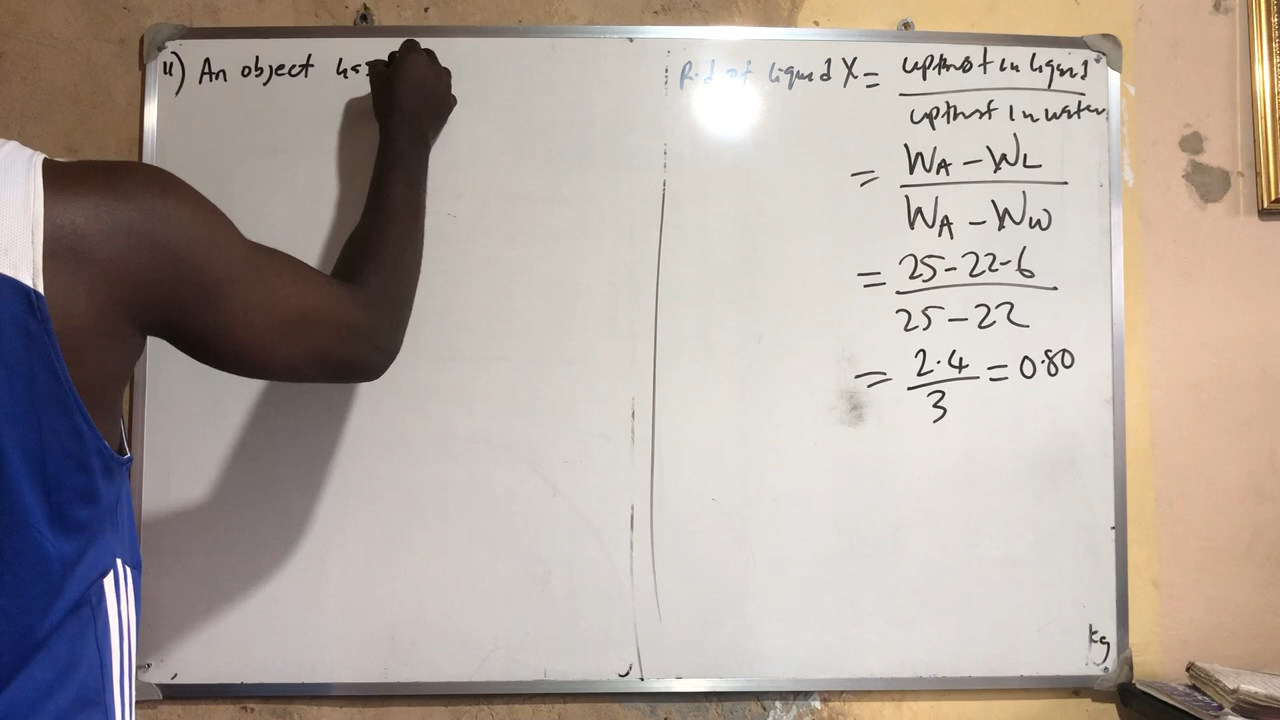 11) An object has
R.d of liquid X = upthrust in liquid
upthrust in water
= WA - WL
WA - WW
= 25 - 22.6
25 - 22
= 2.4 = 0.80
3
kg